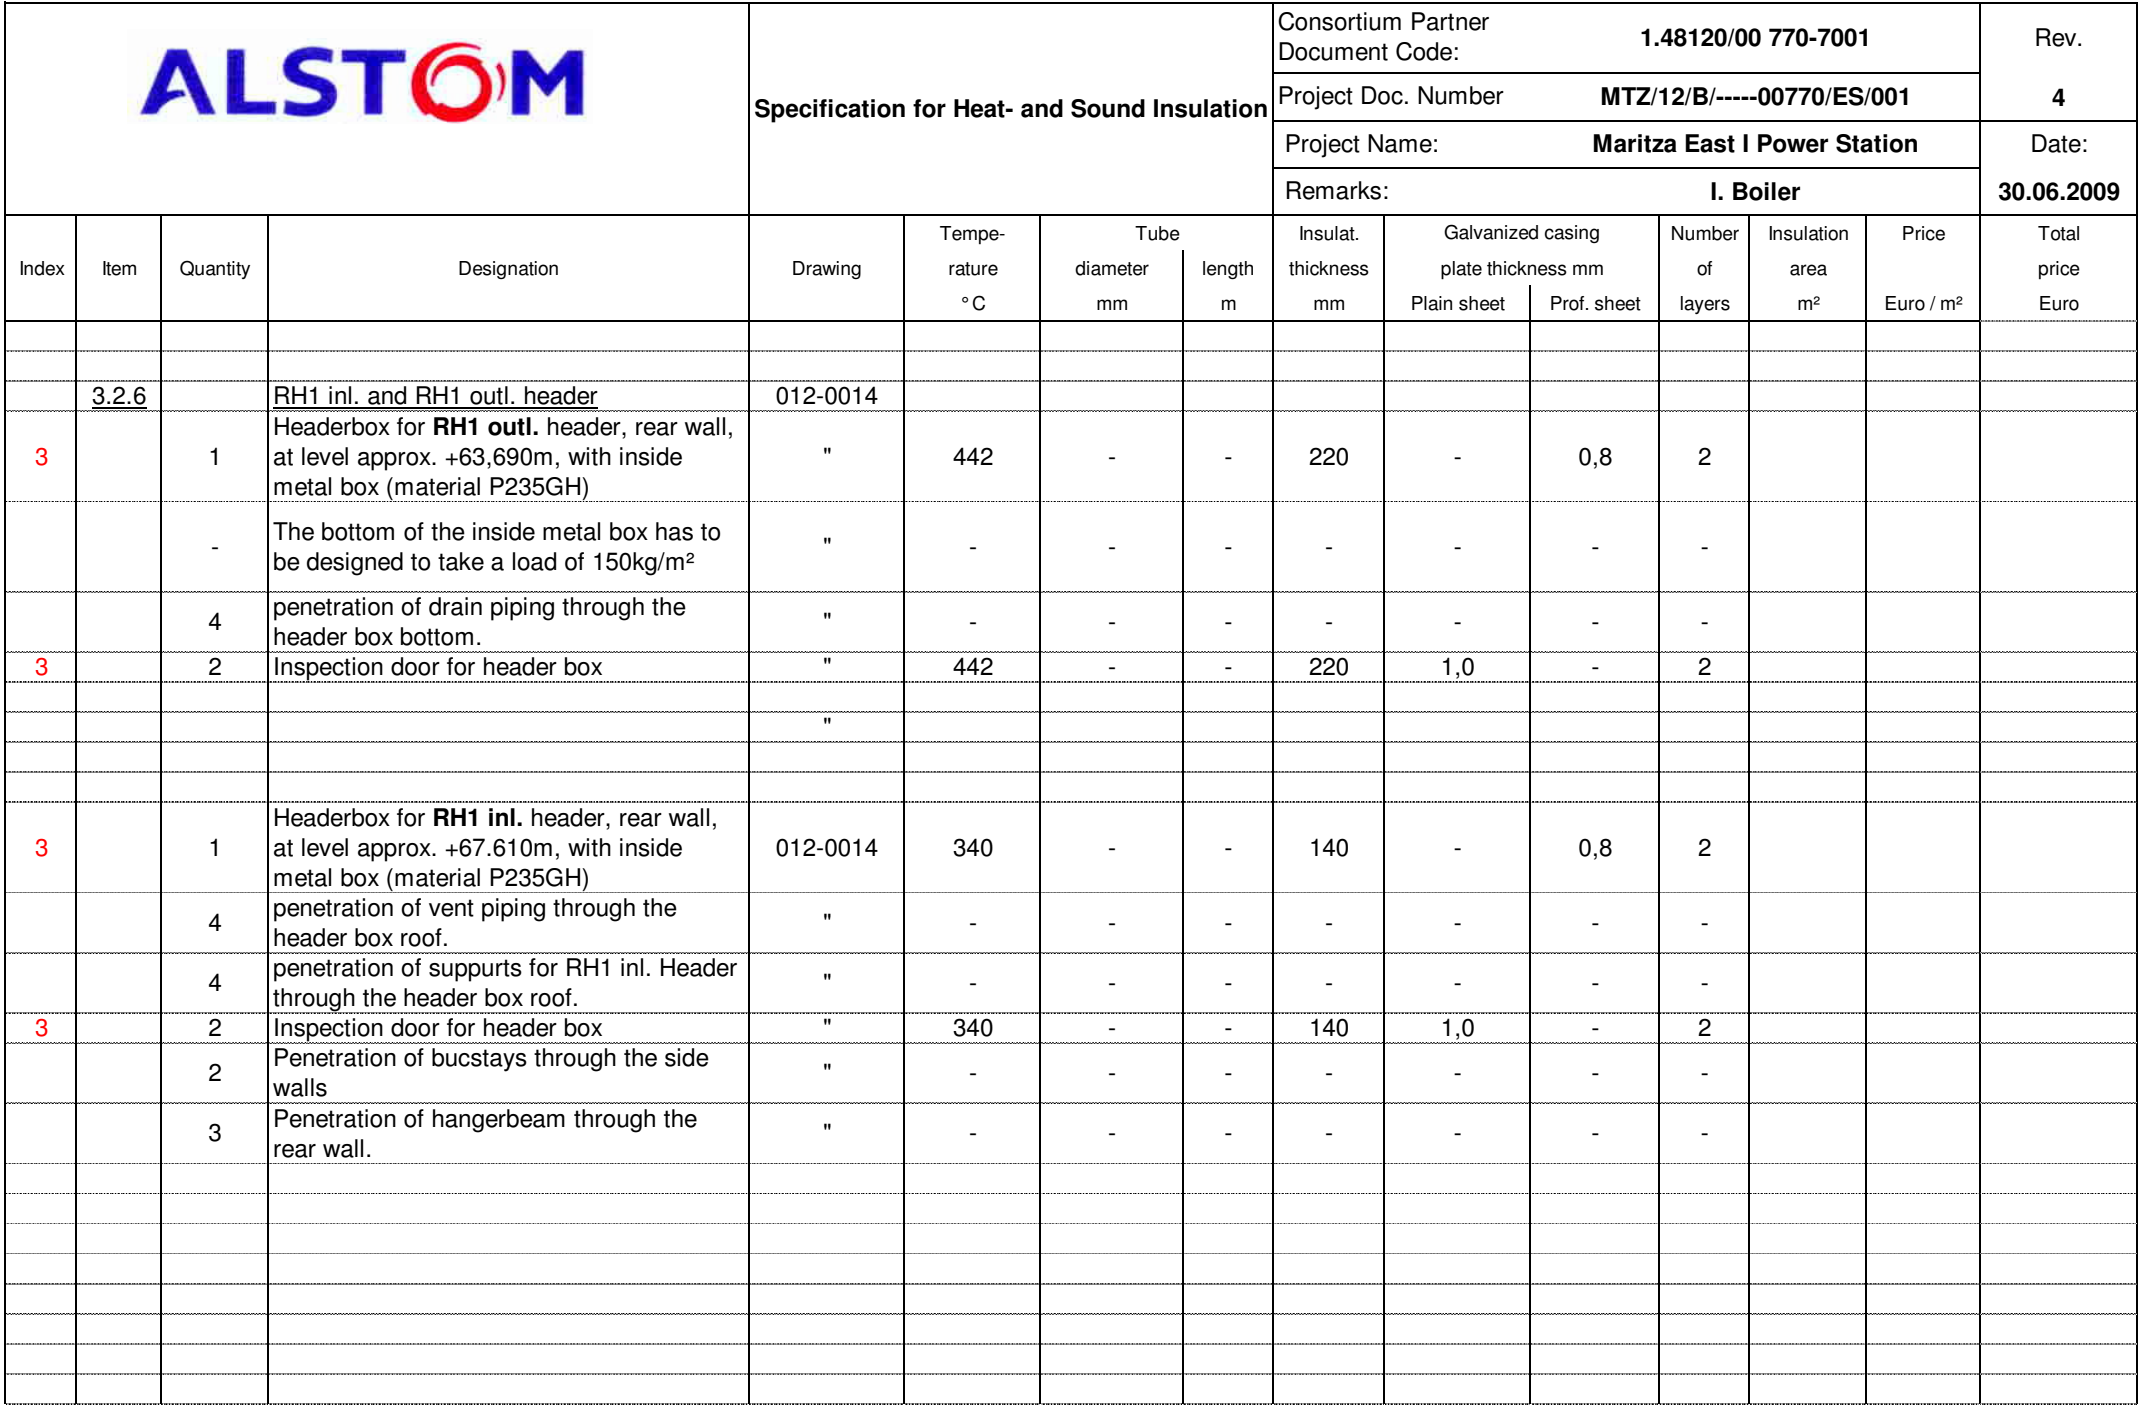 ALSTOM
Specification for Heat- and Sound Insulation
Consortium Partner
Document Code:
1.48120/00 770-7001
Rev.
Project Doc. Number
MTZ/12/B/-----00770/ES/001
4
Project Name:
Maritza East I Power Station
Date:
Remarks:
I. Boiler
30.06.2009
Index Item Quantity Designation Drawing
Tempe-
rature
°C
Tube
diameter
mm
length
m
Insulat.
thickness
mm
Galvanized casing
plate thickness mm
Plain sheet Prof. sheet
Number
of
layers
Insulation
area
m²
Price
Euro / m²
Total
price
Euro
3.2.6 RH1 inl. and RH1 outl. header 012-0014
Headerbox for RH1 outl. header, rear wall,
3 1 at level approx. +63,690m, with inside " 442 - - 220 - 0,8 2
metal box (material P235GH)
The bottom of the inside metal box has to
- be designed to take a load of 150kg/m² " - - - - - - -
penetration of drain piping through the
4 header box bottom. " - - - - - - -
3 2 Inspection door for header box " 442 - - 220 1,0 - 2
"
Headerbox for RH1 inl. header, rear wall,
3 1 at level approx. +67.610m, with inside 012-0014 340 - - 140 - 0,8 2
metal box (material P235GH)
penetration of vent piping through the
4 header box roof. " - - - - - - -
penetration of suppurts for RH1 inl. Header
4 through the header box roof. " - - - - - - -
3 2 Inspection door for header box " 340 - - 140 1,0 - 2
Penetration of bucstays through the side
2 walls " - - - - - - -
Penetration of hangerbeam through the
3 rear wall. " - - - - - - -